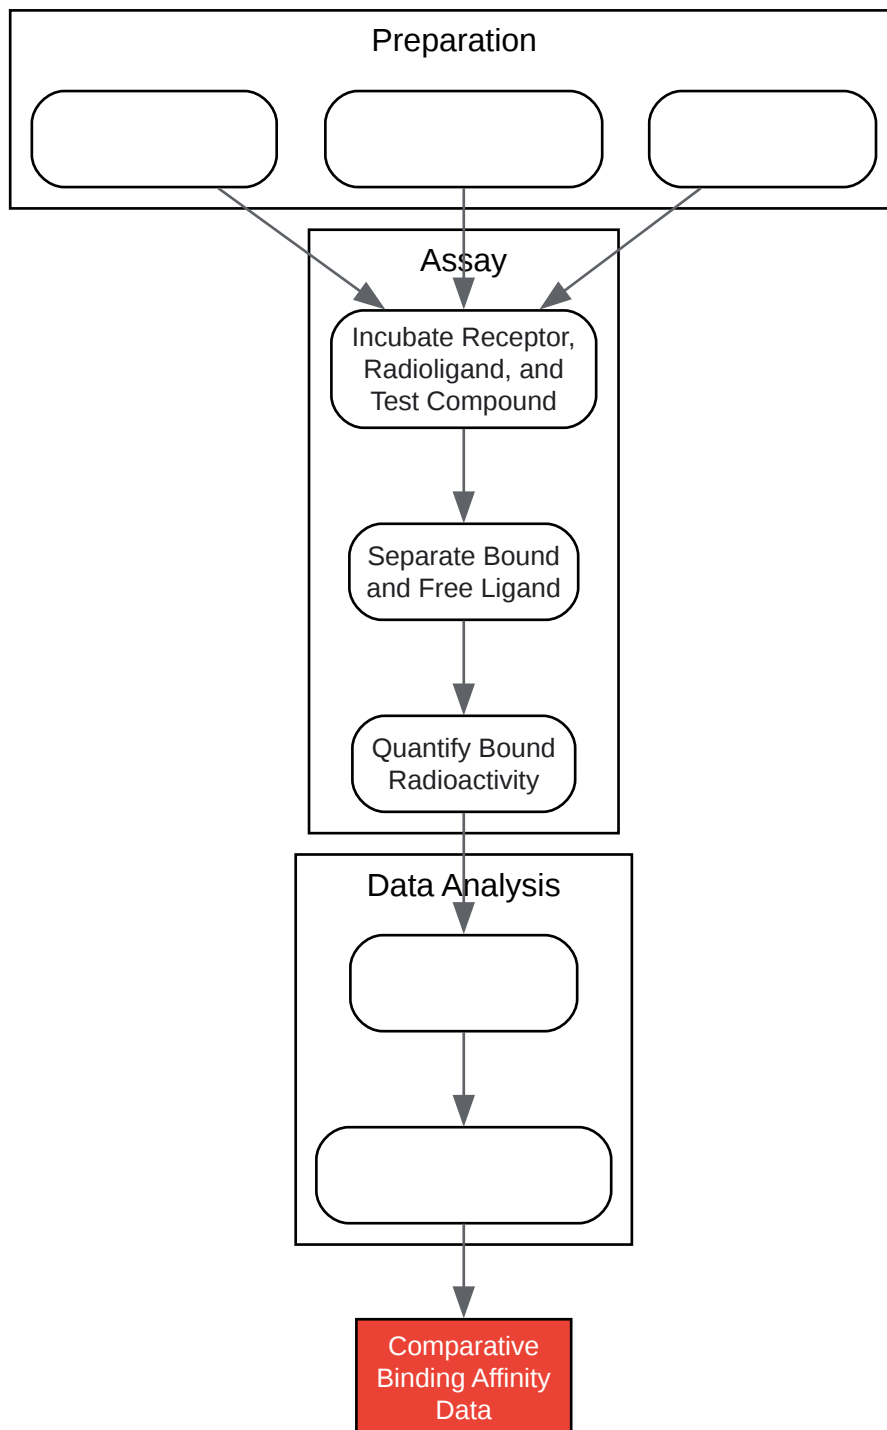 Preparation
Assay
Incubate Receptor,
Radioligand, and
Test Compound
Separate Bound
and Free Ligand
Quantify Bound
Radioactivity
Data Analysis
Comparative
Binding Affinity
Data